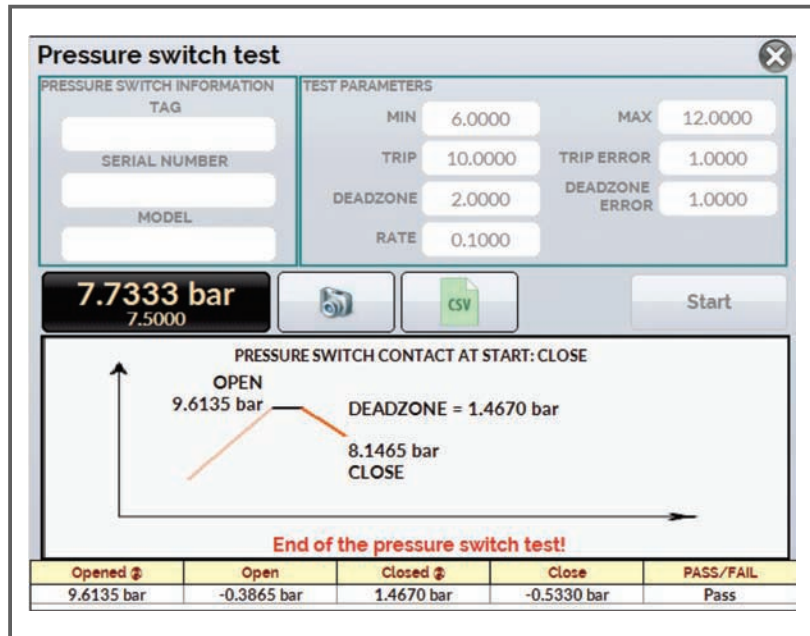 Pressure switch test
PRESSURE SWITCH INFORMATION
TAG
SERIAL NUMBER
MODEL
TEST PARAMETERS
MIN 6.0000 MAX 12.0000
TRIP 10.0000 TRIP ERROR 1.0000
DEADZONE 2.0000 DEADZONE ERROR 1.0000
RATE 0.1000
7.7333 bar
7.5000
CSV
Start
PRESSURE SWITCH CONTACT AT START: CLOSE
OPEN
9.6135 bar
DEADZONE = 1.4670 bar
8.1465 bar
CLOSE
End of the pressure switch test!
Opened Open Closed Close PASS/FAIL
9.6135 bar -0.3865 bar 1.4670 bar -0.5330 bar Pass